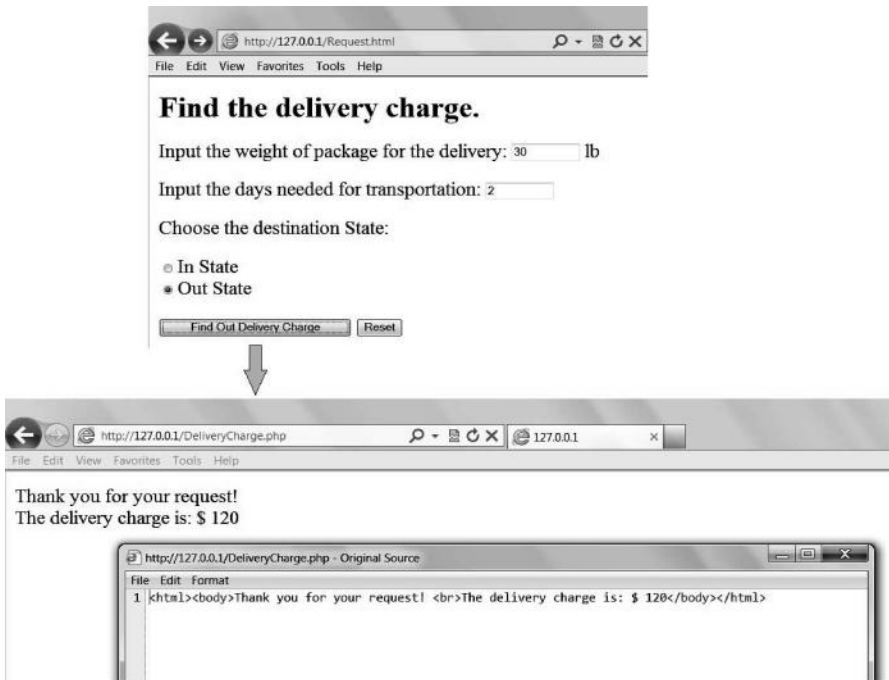 http://127.0.0.1/Request.html
File Edit View Favorites Tools Help
Find the delivery charge.
Input the weight of package for the delivery: 30 lb
Input the days needed for transportation: 2
Choose the destination State:
In State
Out State
Find Out Delivery Charge Reset
http://127.0.0.1/DeliveryCharge.php 127.0.0.1
File Edit View Favorites Tools Help
Thank you for your request!
The delivery charge is: $ 120
http://127.0.0.1/DeliveryCharge.php - Original Source
File Edit Format
1 <html><body>Thank you for your request! <br>The delivery charge is: $ 120</body></html>